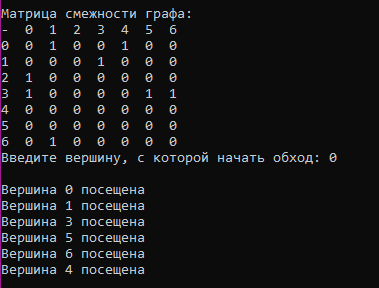 Матрица смежности графа:
-  0  1  2  3  4  5  6
0  0  1  0  0  1  0  0
1  0  0  0  1  0  0  0
2  1  0  0  0  0  0  0
3  1  0  0  0  0  1  1
4  0  0  0  0  0  0  0
5  0  0  0  0  0  0  0
6  0  1  0  0  0  0  0
Введите вершину, с которой начать обход: 0
Вершина 0 посещена
Вершина 1 посещена
Вершина 3 посещена
Вершина 5 посещена
Вершина 6 посещена
Вершина 4 посещена